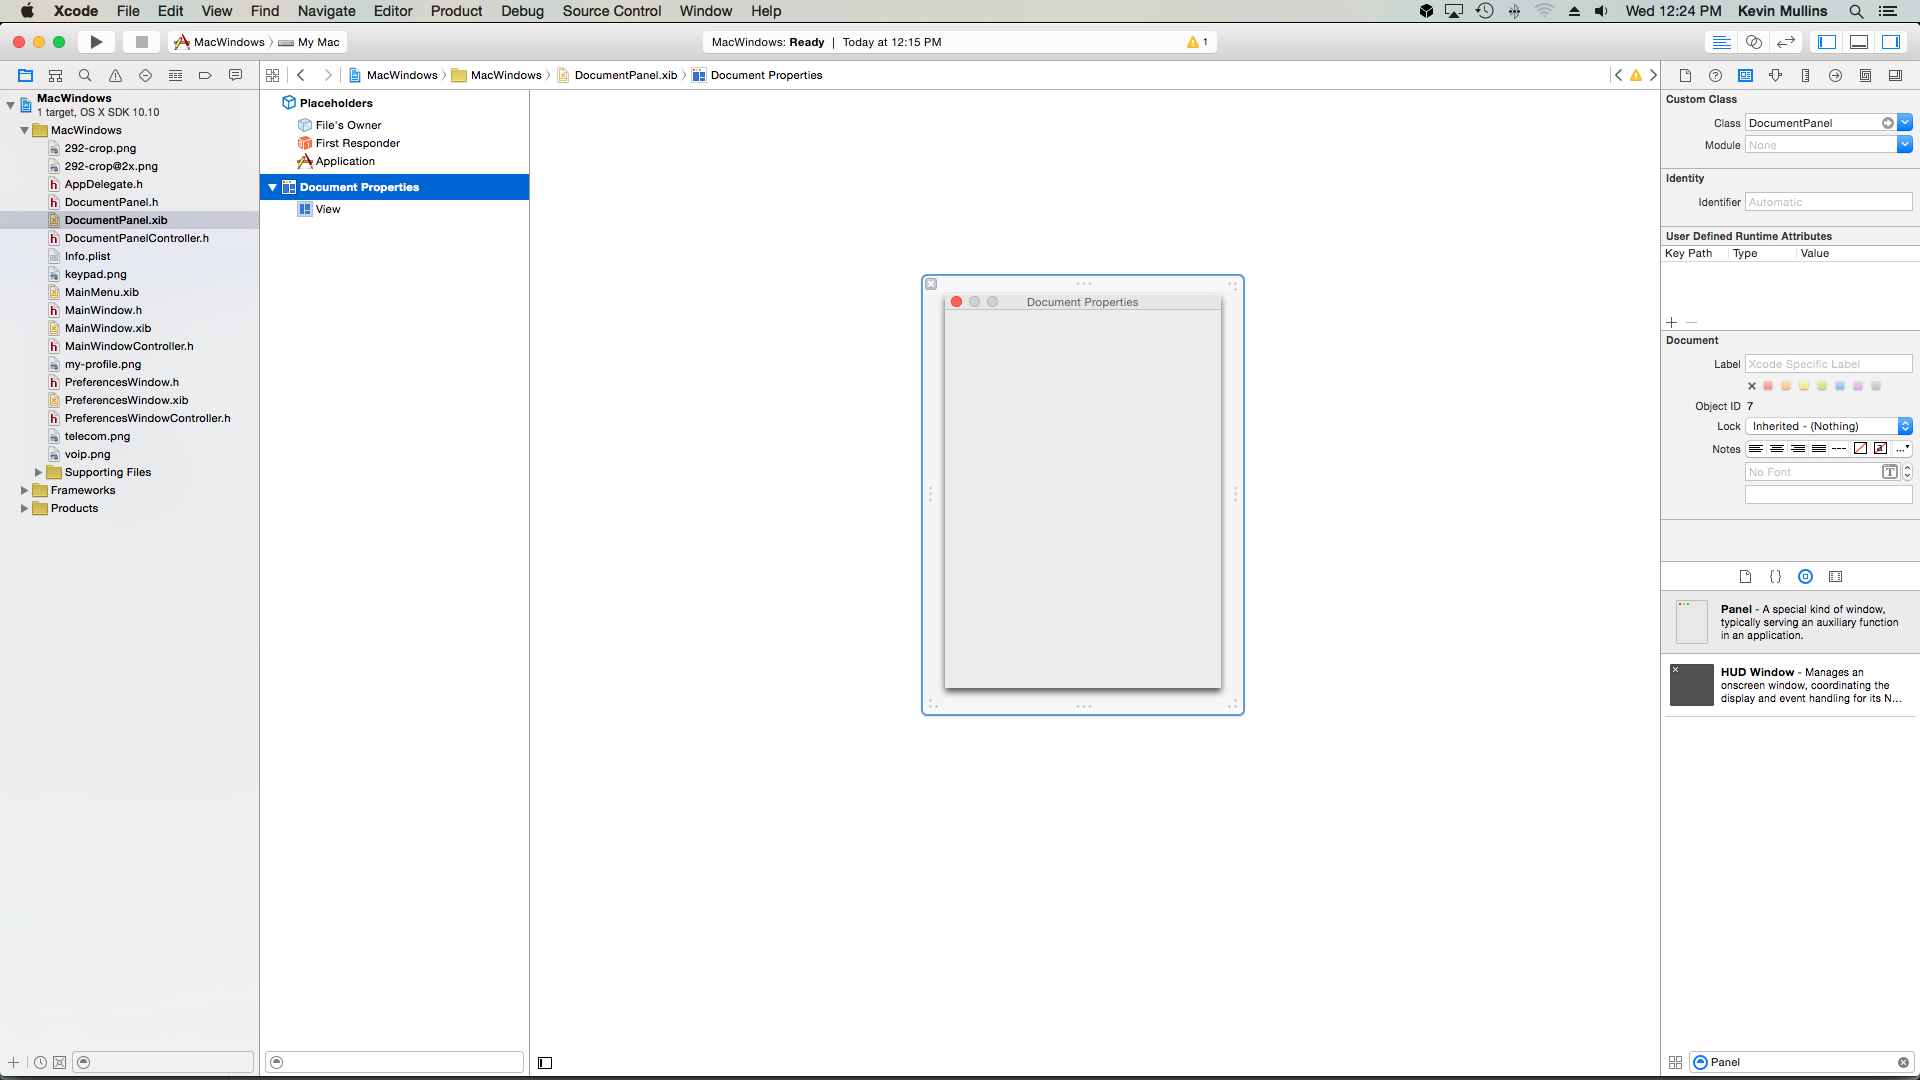 Xcode File Edit View Find Navigate Editor Product Debug Source Control Window Help Wed 12:24 PM Kevin Mullins
MacWindows My Mac MacWindows: Ready | Today at 12:15 PM 1
MacWindows MacWindows DocumentPanel.xib Document Properties
MacWindows
1 target, OS X SDK 10.10
MacWindows
292-crop.png
292-crop@2x.png
AppDelegate.h
DocumentPanel.h
DocumentPanel.xib
DocumentPanelController.h
Info.plist
keypad.png
MainMenu.xib
MainWindow.h
MainWindow.xib
MainWindowController.h
my-profile.png
PreferencesWindow.h
PreferencesWindow.xib
PreferencesWindowController.h
telecom.png
voip.png
Supporting Files
Frameworks
Products
Placeholders
File's Owner
First Responder
Application
Document Properties
View
Document Properties
Custom Class
Class DocumentPanel
Module None
Identity
Identifier Automatic
User Defined Runtime Attributes
Key Path Type Value
Document
Label Xcode Specific Label
Object ID 7
Lock Inherited - (Nothing)
Notes
No Font
Panel - A special kind of window,
typically serving an auxiliary function
in an application.
HUD Window - Manages an
onscreen window, coordinating the
display and event handling for its N...
Panel